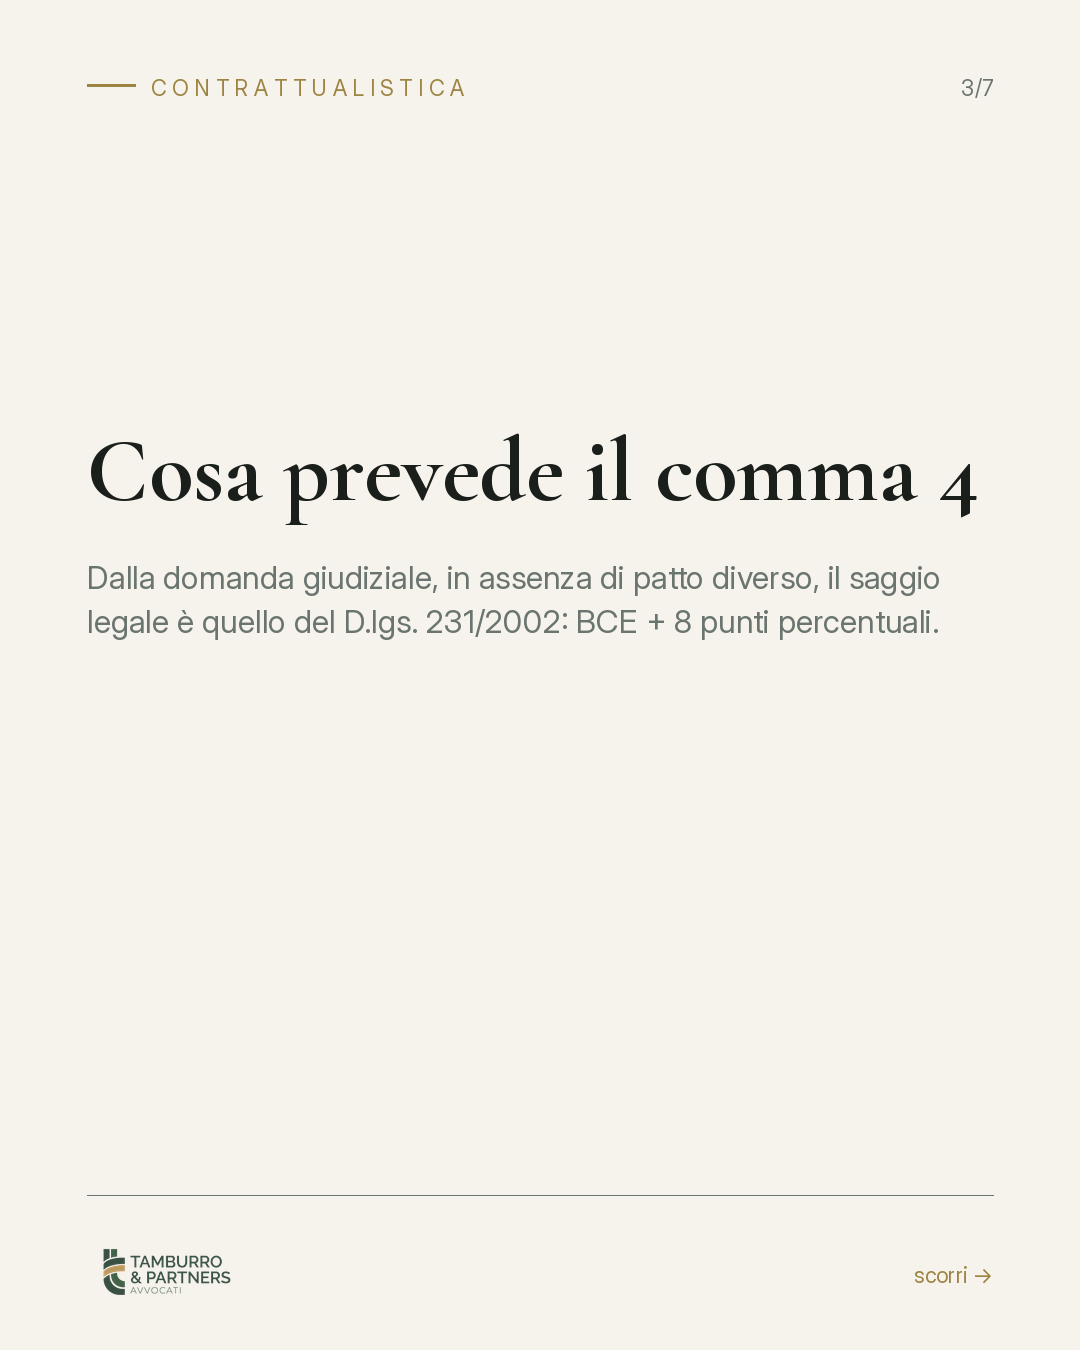 CONTRATTUALISTICA
3/7
Cosa prevede il comma 4
Dalla domanda giudiziale, in assenza di patto diverso, il saggio
legale è quello del D.lgs. 231/2002: BCE + 8 punti percentuali.
TAMBURRO
& PARTNERS
AVVOCATI
scorri →